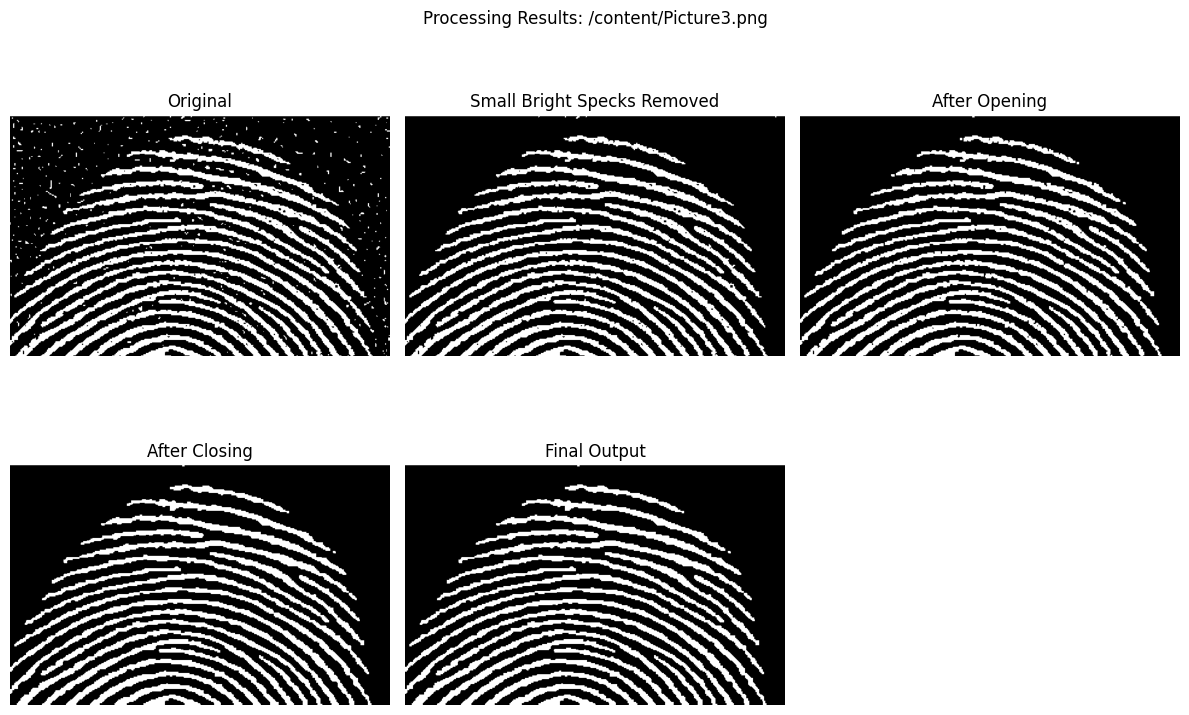 Processing Results: /content/Picture3.png
Original
Small Bright Specks Removed
After Opening
After Closing
Final Output